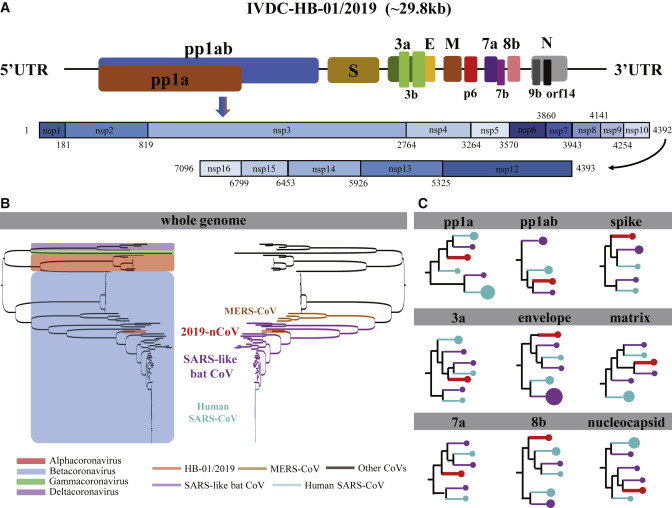 A
IVDC-HB-01/2019 (~29.8kb)
5'UTR
pp1ab
pp1a
S
3a
3b
E
M
p6
7a
7b
8b
N
9b
orf14
3'UTR
3860 4141
1 nsp1 nsp2 nsp3 nsp4 nsp5 nsp6 nsp7 nsp8 nsp9 nsp10 4392
181 819 2764 3264 3570 3943 4254
7096 nsp16 nsp15 nsp14 nsp13 nsp12 4393
6799 6453 5926 5325
B
whole genome
MERS-CoV
2019-nCoV
SARS-like
bat CoV
Human
SARS-CoV
Alphacoronavirus
Betacoronavirus
Gammacoronavirus
Deltacoronavirus
HB-01/2019
MERS-CoV
Other CoVs
SARS-like bat CoV
Human SARS-CoV
C
pp1a pp1ab spike
3a envelope matrix
7a 8b nucleocapsid